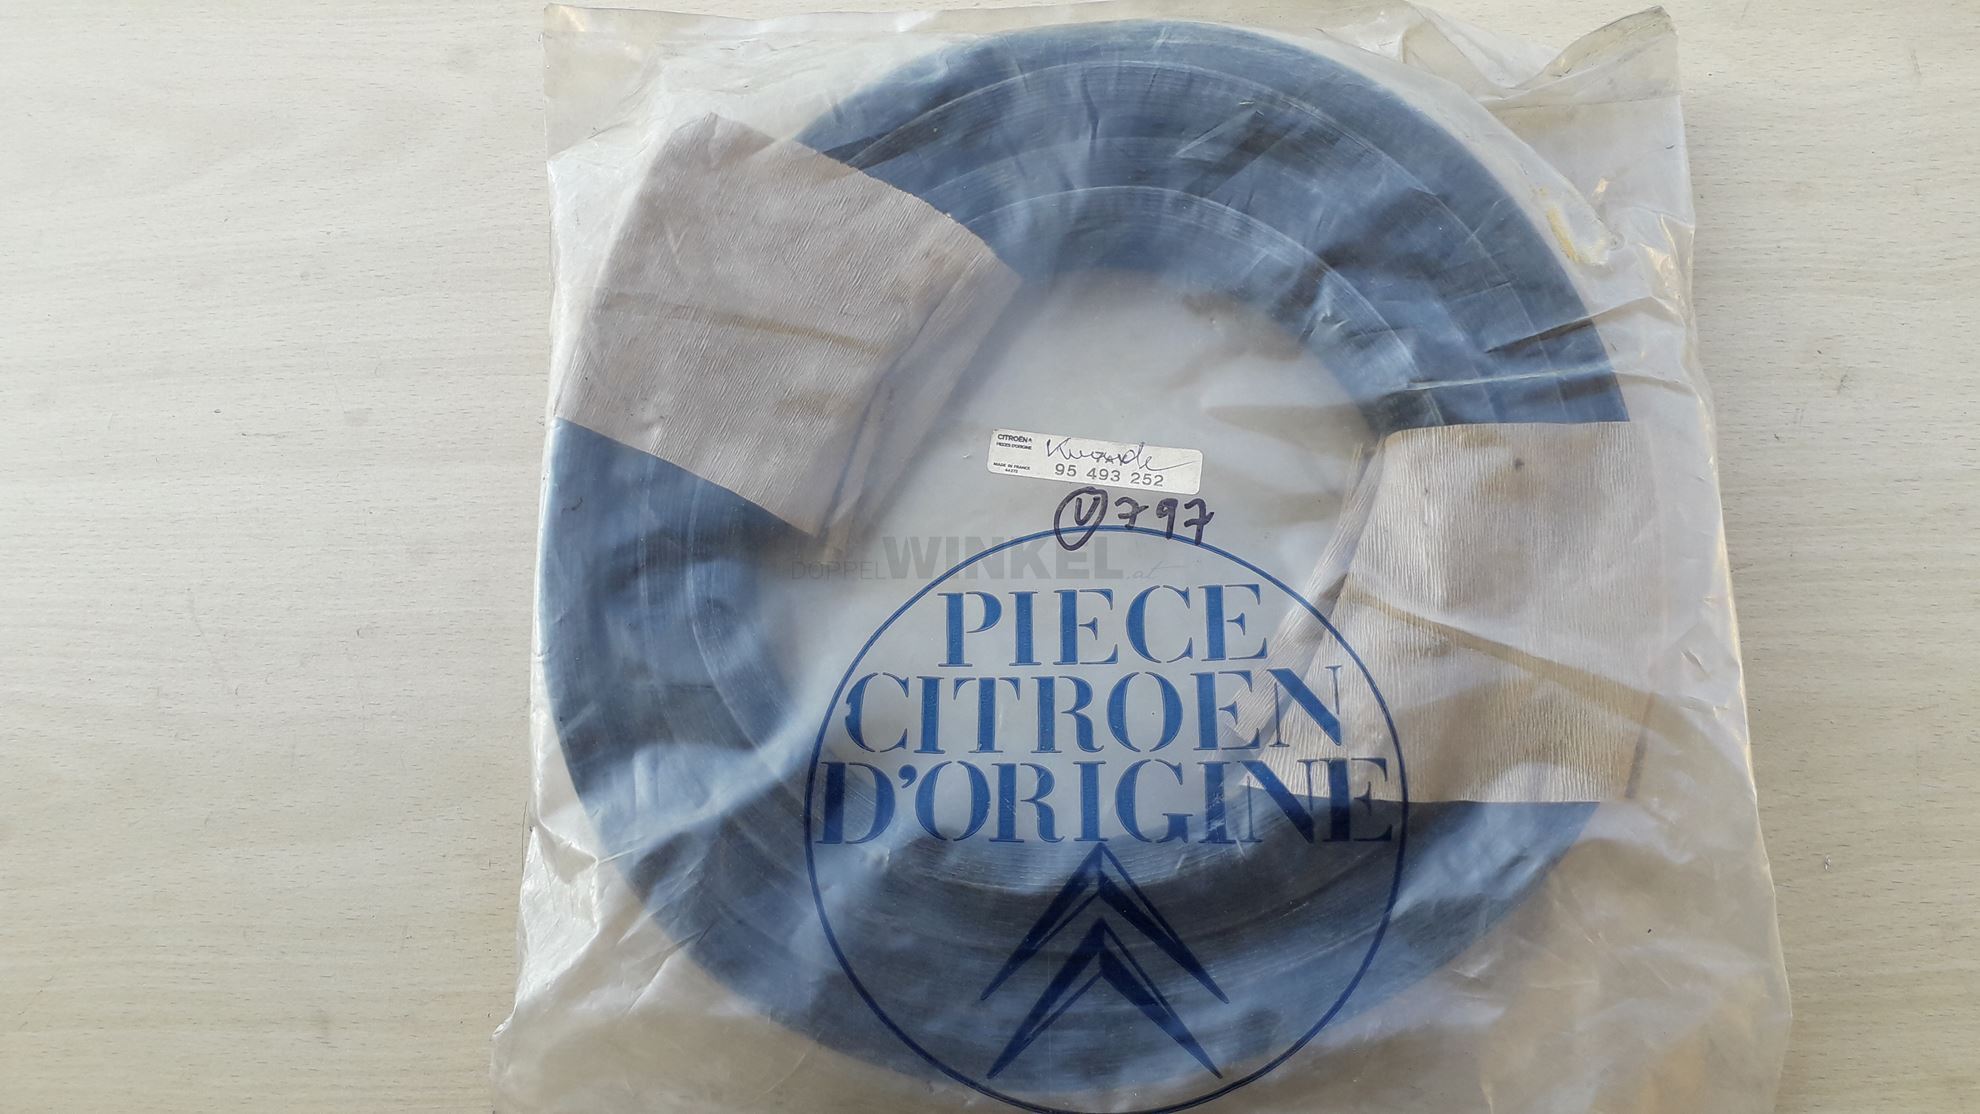 CITROËN
PIECES D'ORIGINE
MADE IN FRANCE
95 493 252
V 797
DOPPELWINKEL.at
PIECE
CITROEN
D'ORIGINE